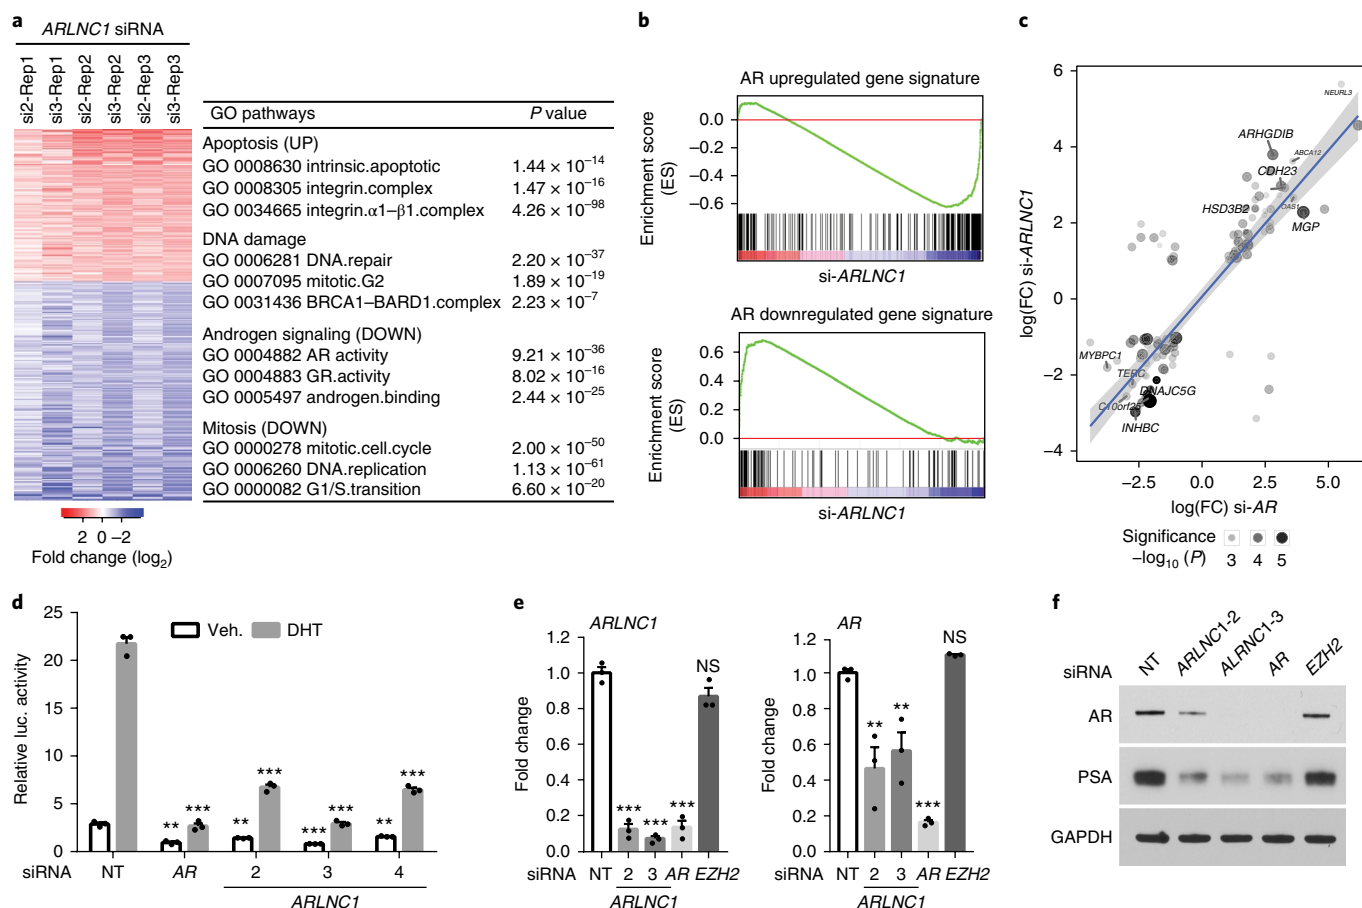 a
ARLNC1 siRNA
si2-Rep1
si3-Rep1
si2-Rep2
si3-Rep2
si2-Rep3
si3-Rep3
GO pathways P value
Apoptosis (UP)
GO 0008630 intrinsic.apoptotic 1.44 × 10⁻¹⁴
GO 0008305 integrin.complex 1.47 × 10⁻¹⁶
GO 0034665 integrin.α1–β1.complex 4.26 × 10⁻⁹⁸
DNA damage
GO 0006281 DNA.repair 2.20 × 10⁻³⁷
GO 0007095 mitotic.G2 1.89 × 10⁻¹⁹
GO 0031436 BRCA1–BARD1.complex 2.23 × 10⁻⁷
Androgen signaling (DOWN)
GO 0004882 AR activity 9.21 × 10⁻³⁶
GO 0004883 GR.activity 8.02 × 10⁻¹⁶
GO 0005497 androgen.binding 2.44 × 10⁻²⁵
Mitosis (DOWN)
GO 0000278 mitotic.cell.cycle 2.00 × 10⁻⁵⁰
GO 0006260 DNA.replication 1.13 × 10⁻⁶¹
GO 0000082 G1/S.transition 6.60 × 10⁻²⁰
2 0 –2
Fold change (log₂)
b
AR upregulated gene signature
Enrichment score
(ES)
0.0
–0.2
–0.4
–0.6
si-ARLNC1
AR downregulated gene signature
Enrichment score
(ES)
0.6
0.4
0.2
0.0
si-ARLNC1
c
log(FC) si-ARLNC1
6
4
2
0
–2
–4
NEURL3
ARHGDIB
ABCA12
CDH23
HSD3B2
OAS1
MGP
MYBPC1
TERC
DNAJC5G
C10orf25
INHBC
–2.5 0 2.5 5.0
log(FC) si-AR
Significance
–log₁₀ (P) 3 4 5
d
Relative luc. activity
25
20
15
10
5
0
Veh. DHT
** *** ** *** *** *** ** ***
siRNA NT AR 2 3 4
ARLNC1
e
ARLNC1
Fold change
1.2
1.0
0.8
0.6
0.4
0.2
0
*** *** *** NS
siRNA NT 2 3 AR EZH2
ARLNC1
AR
Fold change
1.2
1.0
0.8
0.6
0.4
0.2
0.0
** ** *** NS
siRNA NT 2 3 AR EZH2
ARLNC1
f
siRNA NT ARLNC1-2 ALRNC1-3 AR EZH2
AR
PSA
GAPDH